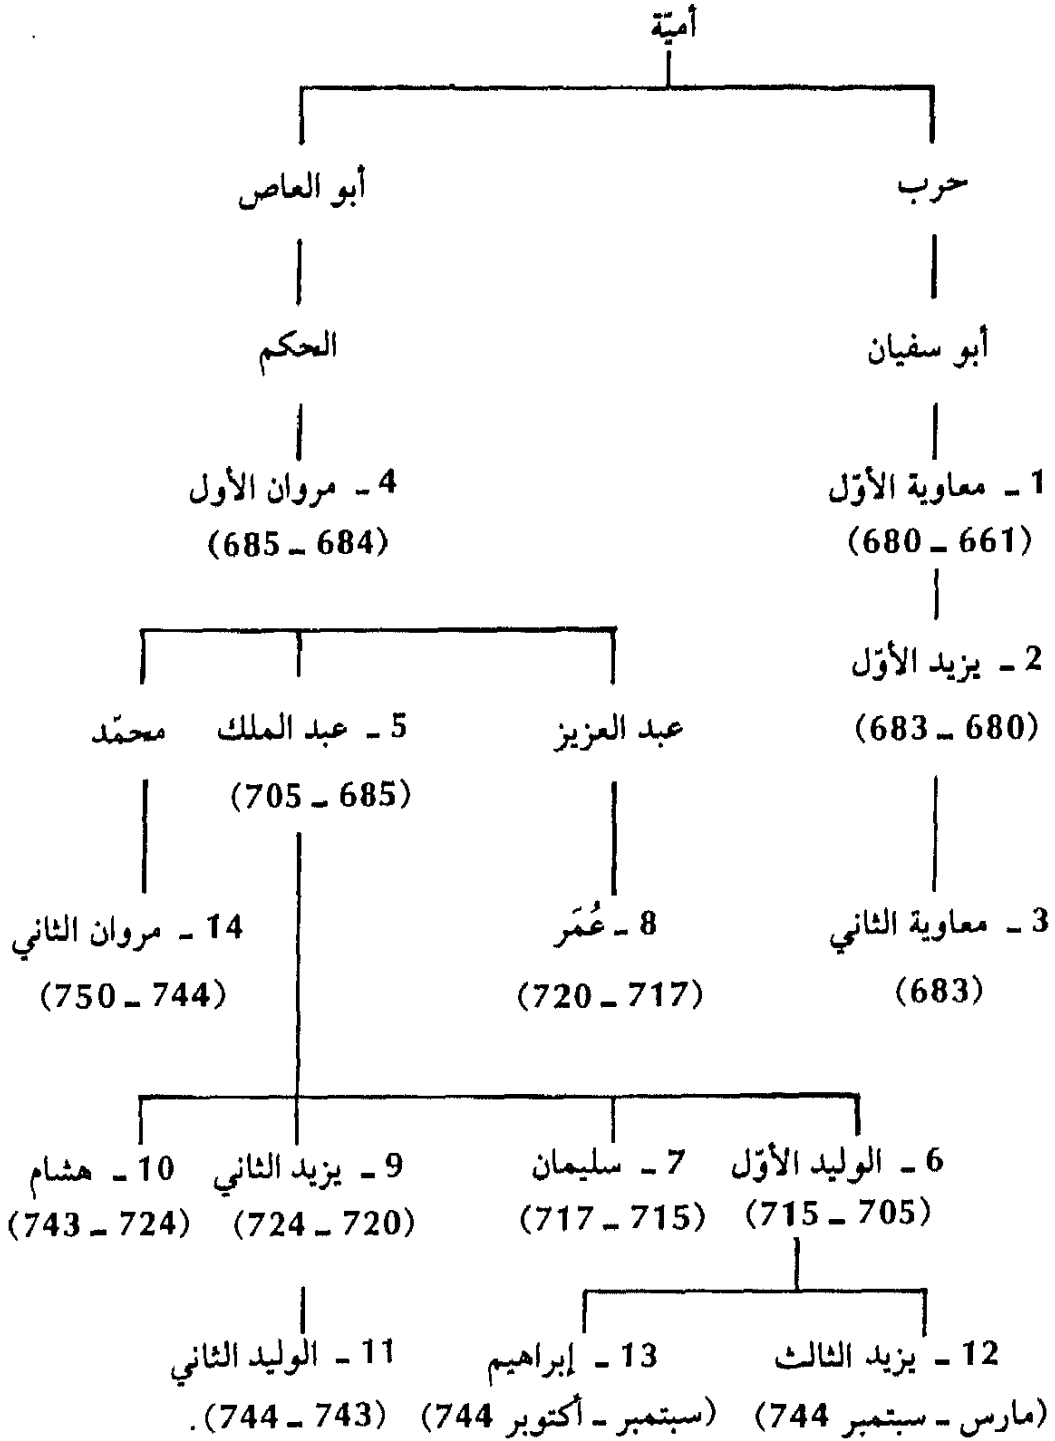 أميّة
حرب
أبو العاص
أبو سفيان
الحكم
1 ـ معاوية الأوّل
(661 ـ 680)
4 ـ مروان الأول
(684 ـ 685)
2 ـ يزيد الأوّل
(680 ـ 683)
عبد العزيز
5 ـ عبد الملك
(685 ـ 705)
محمّد
3 ـ معاوية الثاني
(683)
8 ـ عُمَر
(717 ـ 720)
14 ـ مروان الثاني
(744 ـ 750)
6 ـ الوليد الأوّل
(705 ـ 715)
7 ـ سليمان
(715 ـ 717)
9 ـ يزيد الثاني
(720 ـ 724)
10 ـ هشام
(724 ـ 743)
12 ـ يزيد الثالث
(مارس ـ سبتمبر 744)
13 ـ إبراهيم
(سبتمبر ـ أكتوبر 744)
11 ـ الوليد الثاني
(743 ـ 744).